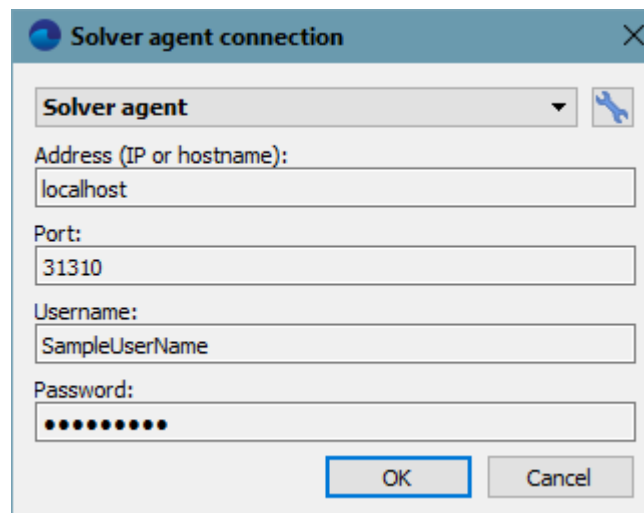 Solver agent connection
Solver agent
Address (IP or hostname):
localhost
Port:
31310
Username:
SampleUserName
Password:
●●●●●●●●●
OK Cancel